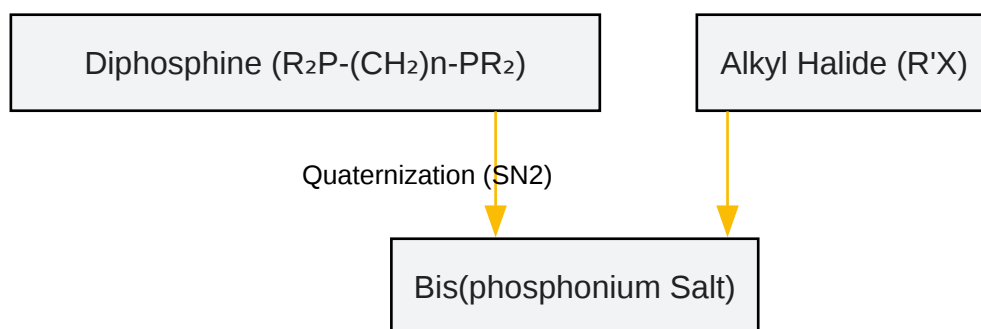 Diphosphine (R₂P-(CH₂)n-PR₂)
Alkyl Halide (R'X)
Quaternization (SN2)
Bis(phosphonium Salt)